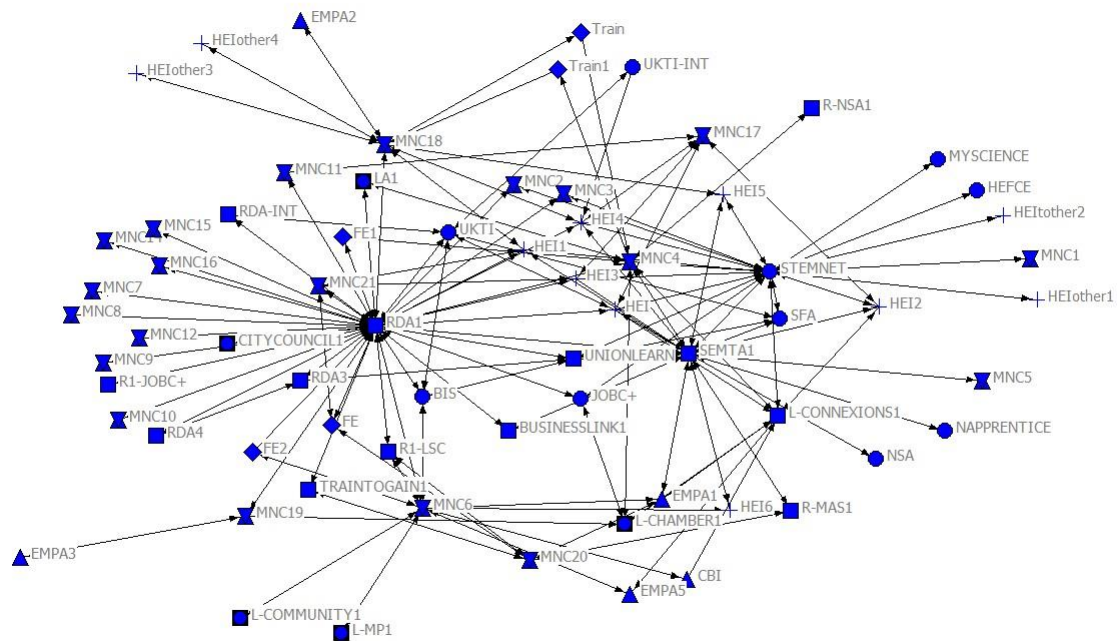 EMPA2
Train
HEIother4
HEIother3
Train1
UKTI-INT
R-NSA1
MNC18
MNC17
MYSCIENCE
MNC11
LA1
MNC2
MNC3
HEI5
HEFCE
RDA-INT
HEI4
HEItother2
MNC15
FE1
UKTI
HEI1
MNC16
MNC4
STEMNET
MNC1
MNC21
HEI3
MNC7
HEIother1
MNC8
HEI
HEI2
RDA1
SFA
MNC12
CITYCOUNCIL1
SEMTA1
MNC9
UNIONLEARN
R1-JOBC+
RDA3
MNC5
BIS
JOBC+
MNC10
L-CONNEXIONS1
RDA4
FE
BUSINESSLINK1
NAPPRENTICE
FE2
R1-LSC
NSA
TRAINTOGAIN1
EMPA1
MNC6
HEI6
R-MAS1
MNC19
L-CHAMBER1
EMPA3
MNC20
CBI
EMPA5
L-COMMUNITY1
L-MP1